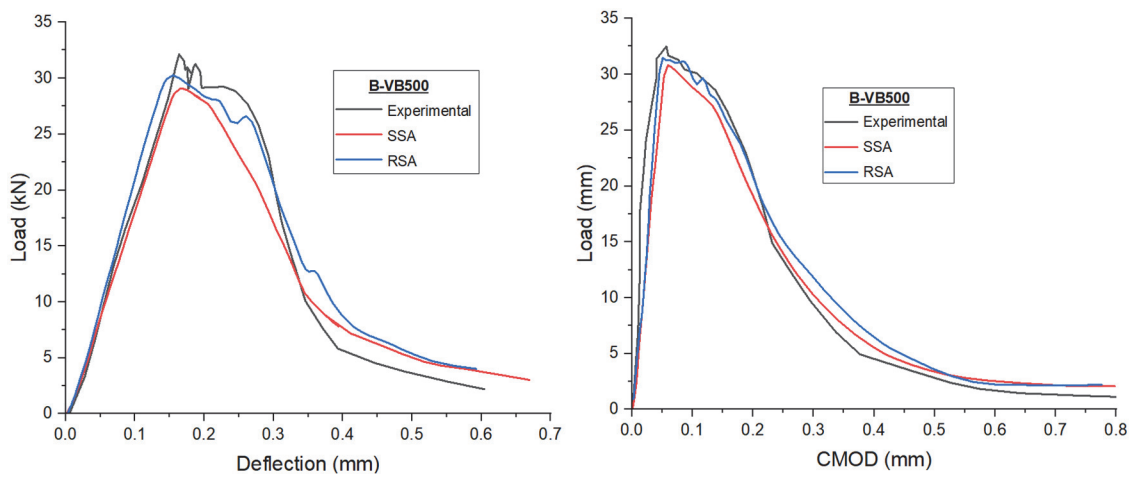 35
30
25
20
15
10
5
0
Load (kN)
B-VB500
Experimental
SSA
RSA
0.0 0.1 0.2 0.3 0.4 0.5 0.6 0.7
Deflection (mm)
35
30
25
20
15
10
5
0
Load (mm)
B-VB500
Experimental
SSA
RSA
0.0 0.1 0.2 0.3 0.4 0.5 0.6 0.7 0.8
CMOD (mm)